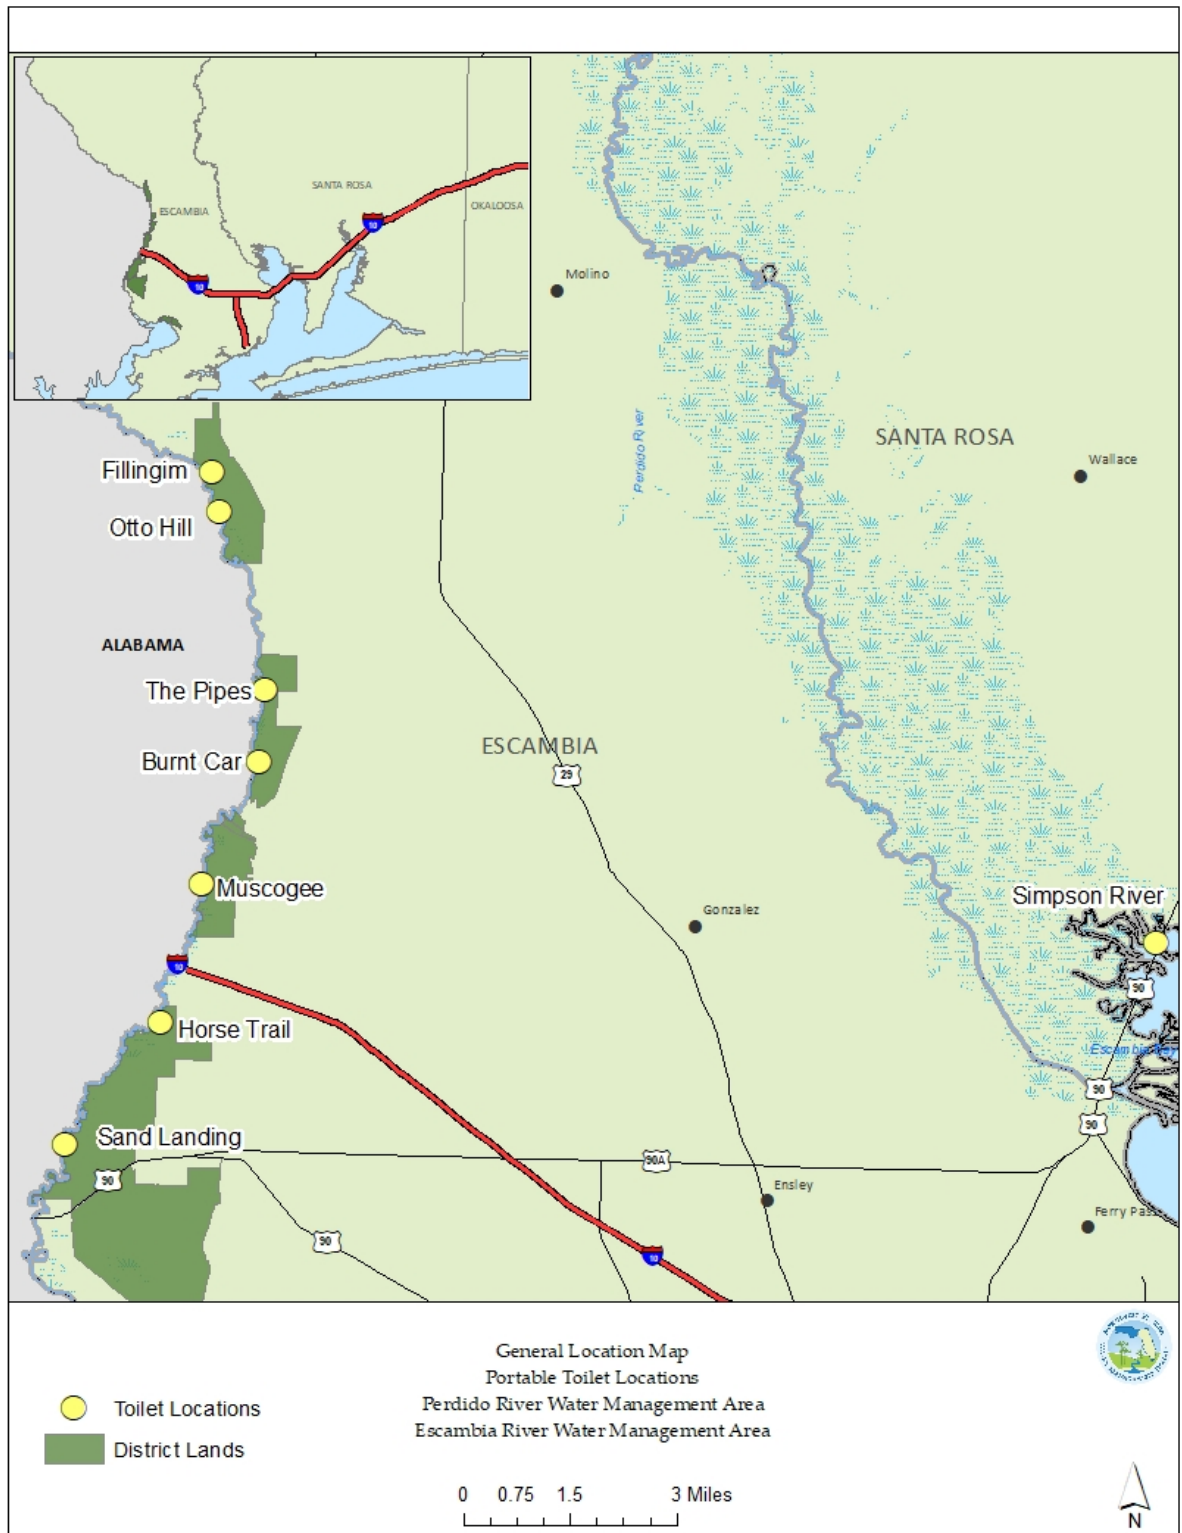 SANTA ROSA
ESCAMBIA
OKALOOSA
10
10
Molino
Perdido River
SANTA ROSA
Wallace
Fillingim
Otto Hill
ALABAMA
The Pipes
Burnt Car
ESCAMBIA
29
Muscogee
Gonzalez
Simpson River
10
90
Horse Trail
Escambia Bay
90
90
Sand Landing
90
90A
Ensley
Ferry Pas
90
10
General Location Map
Portable Toilet Locations
Perdido River Water Management Area
Escambia River Water Management Area
Toilet Locations
District Lands
0 0.75 1.5 3 Miles
N